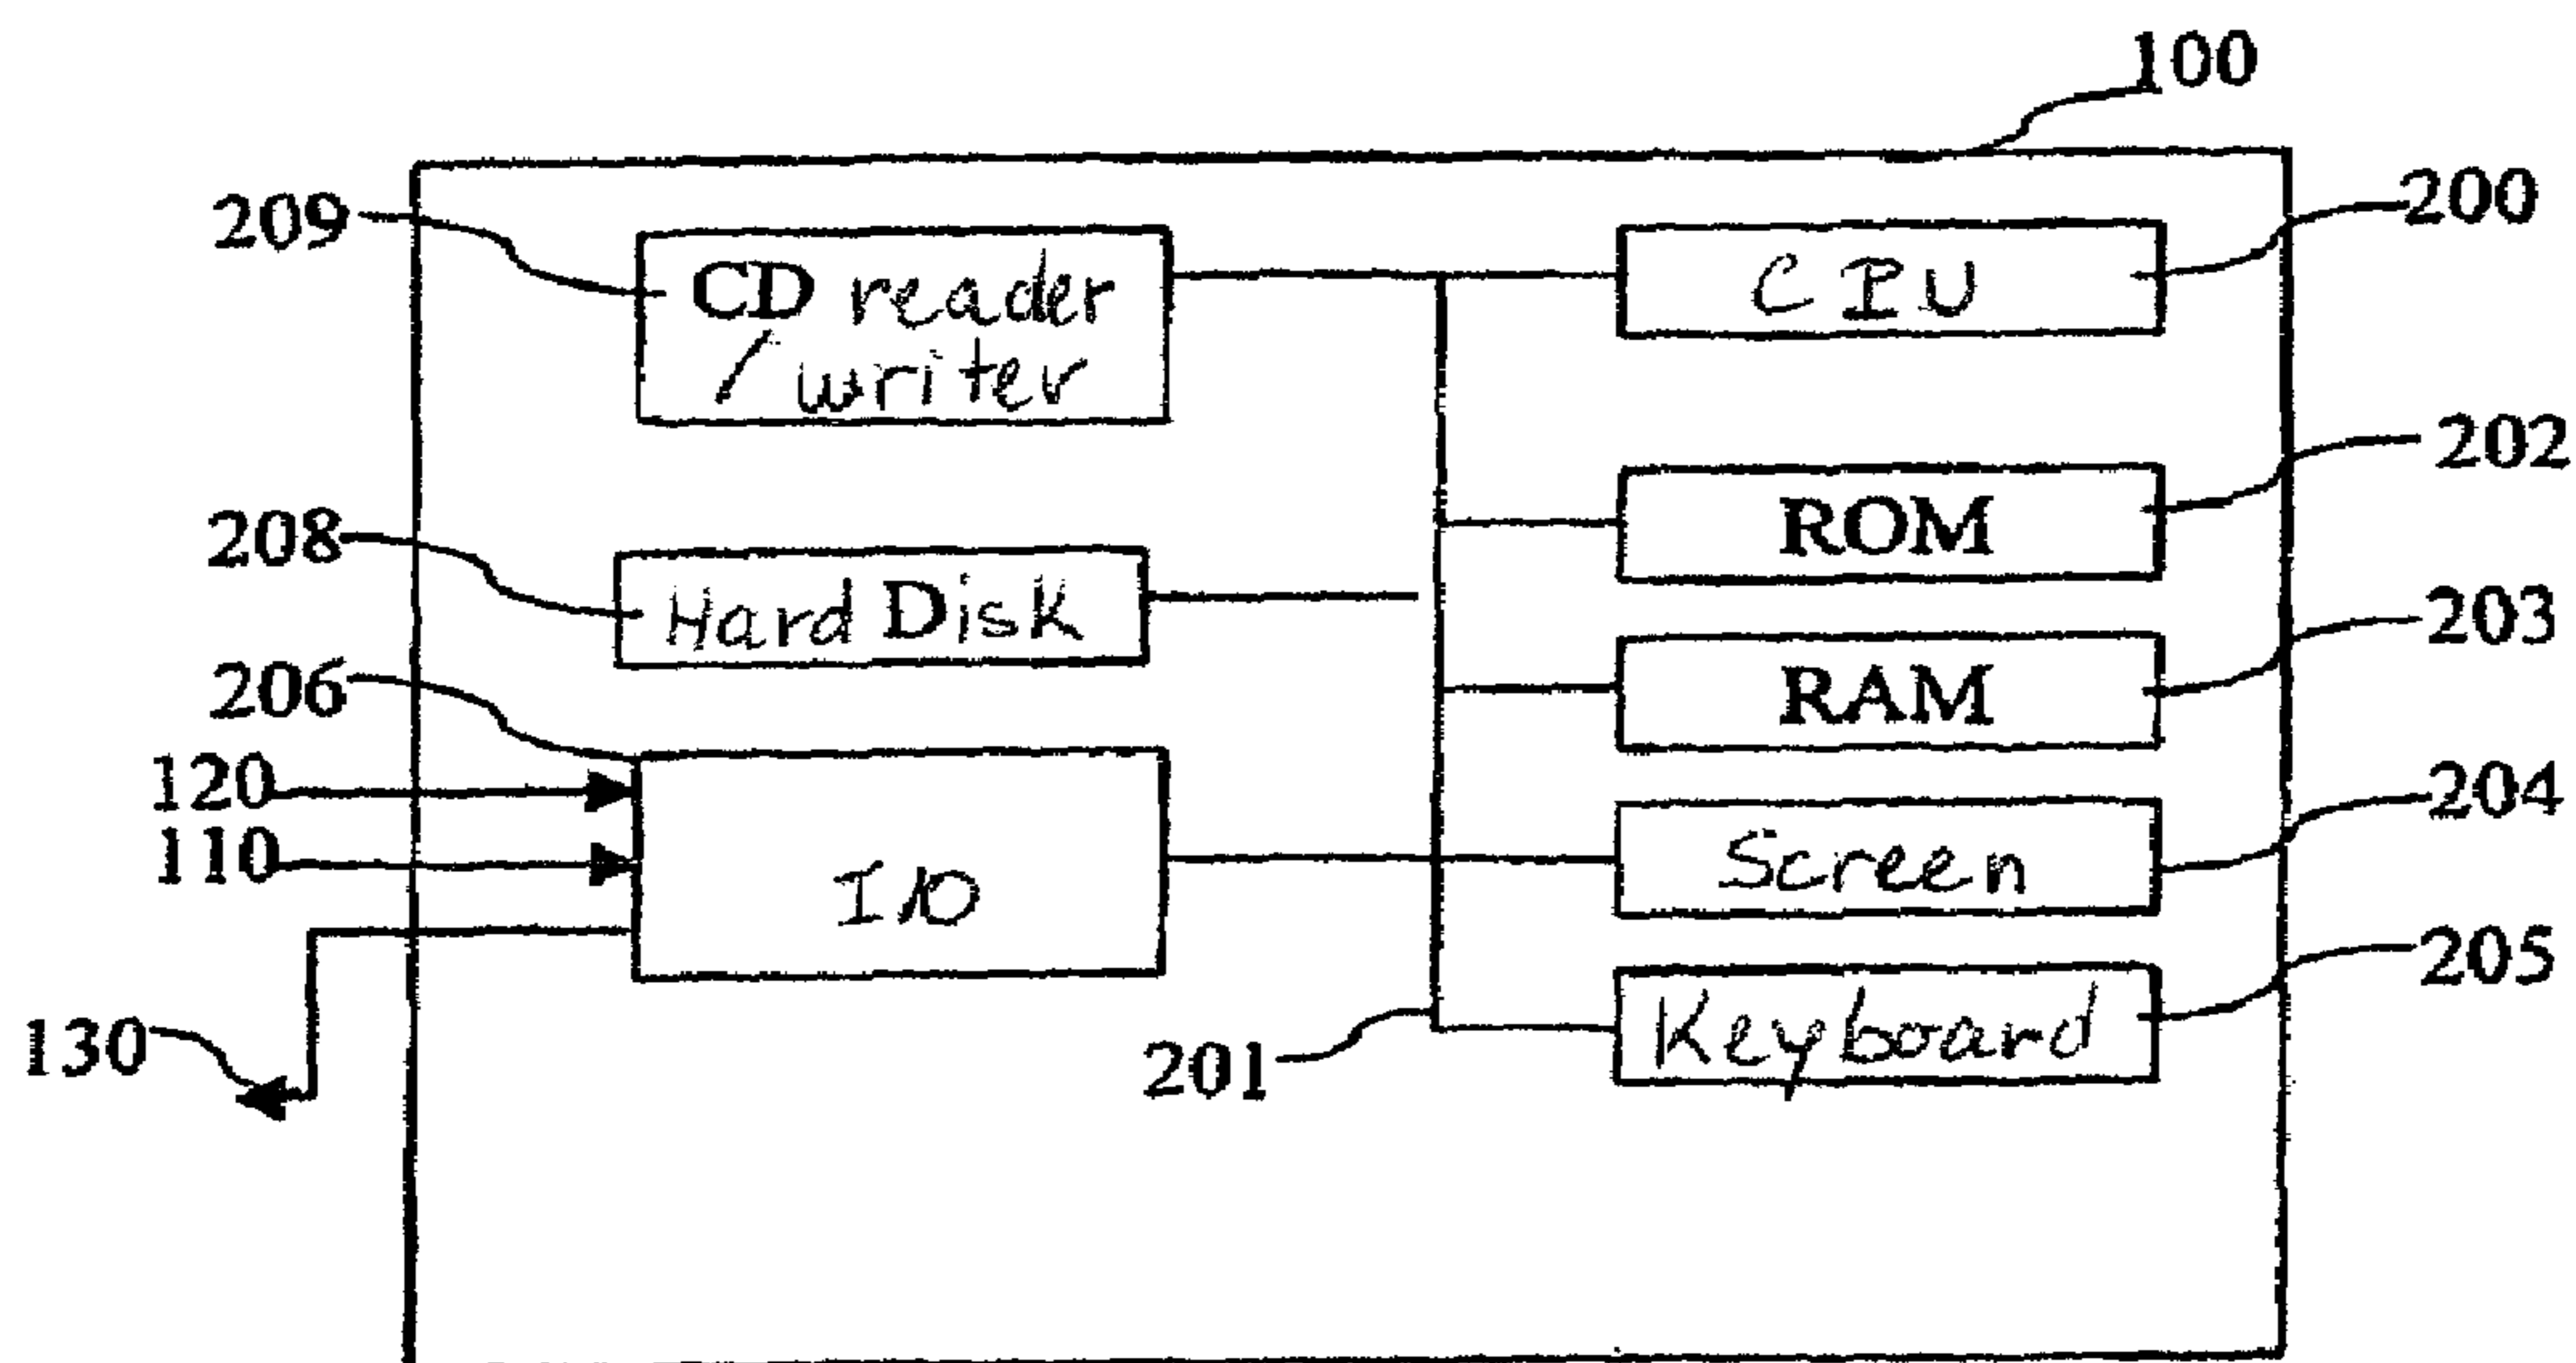 100
209
CD reader
/ writer
CPU
200
ROM
202
208
Hard Disk
RAM
203
206
120
110
I/O
Screen
204
130
201
Keyboard
205